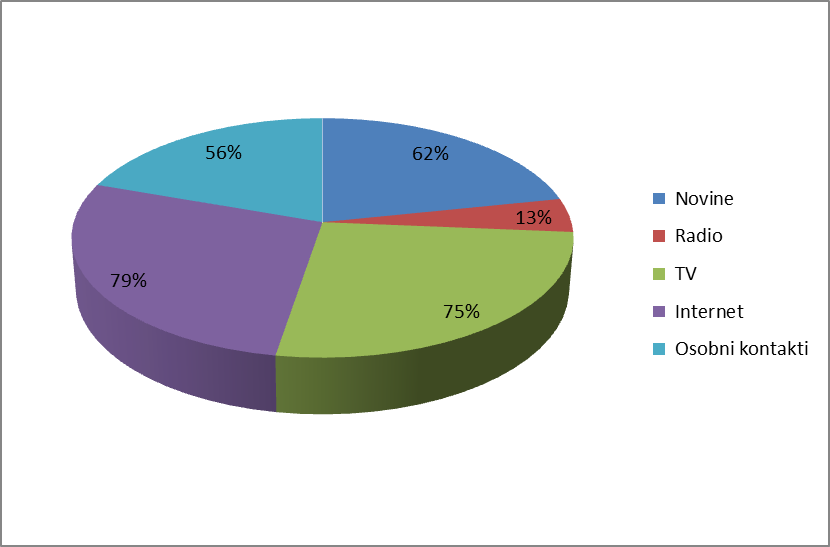 56%
62%
13%
79%
75%
Novine
Radio
TV
Internet
Osobni kontakti